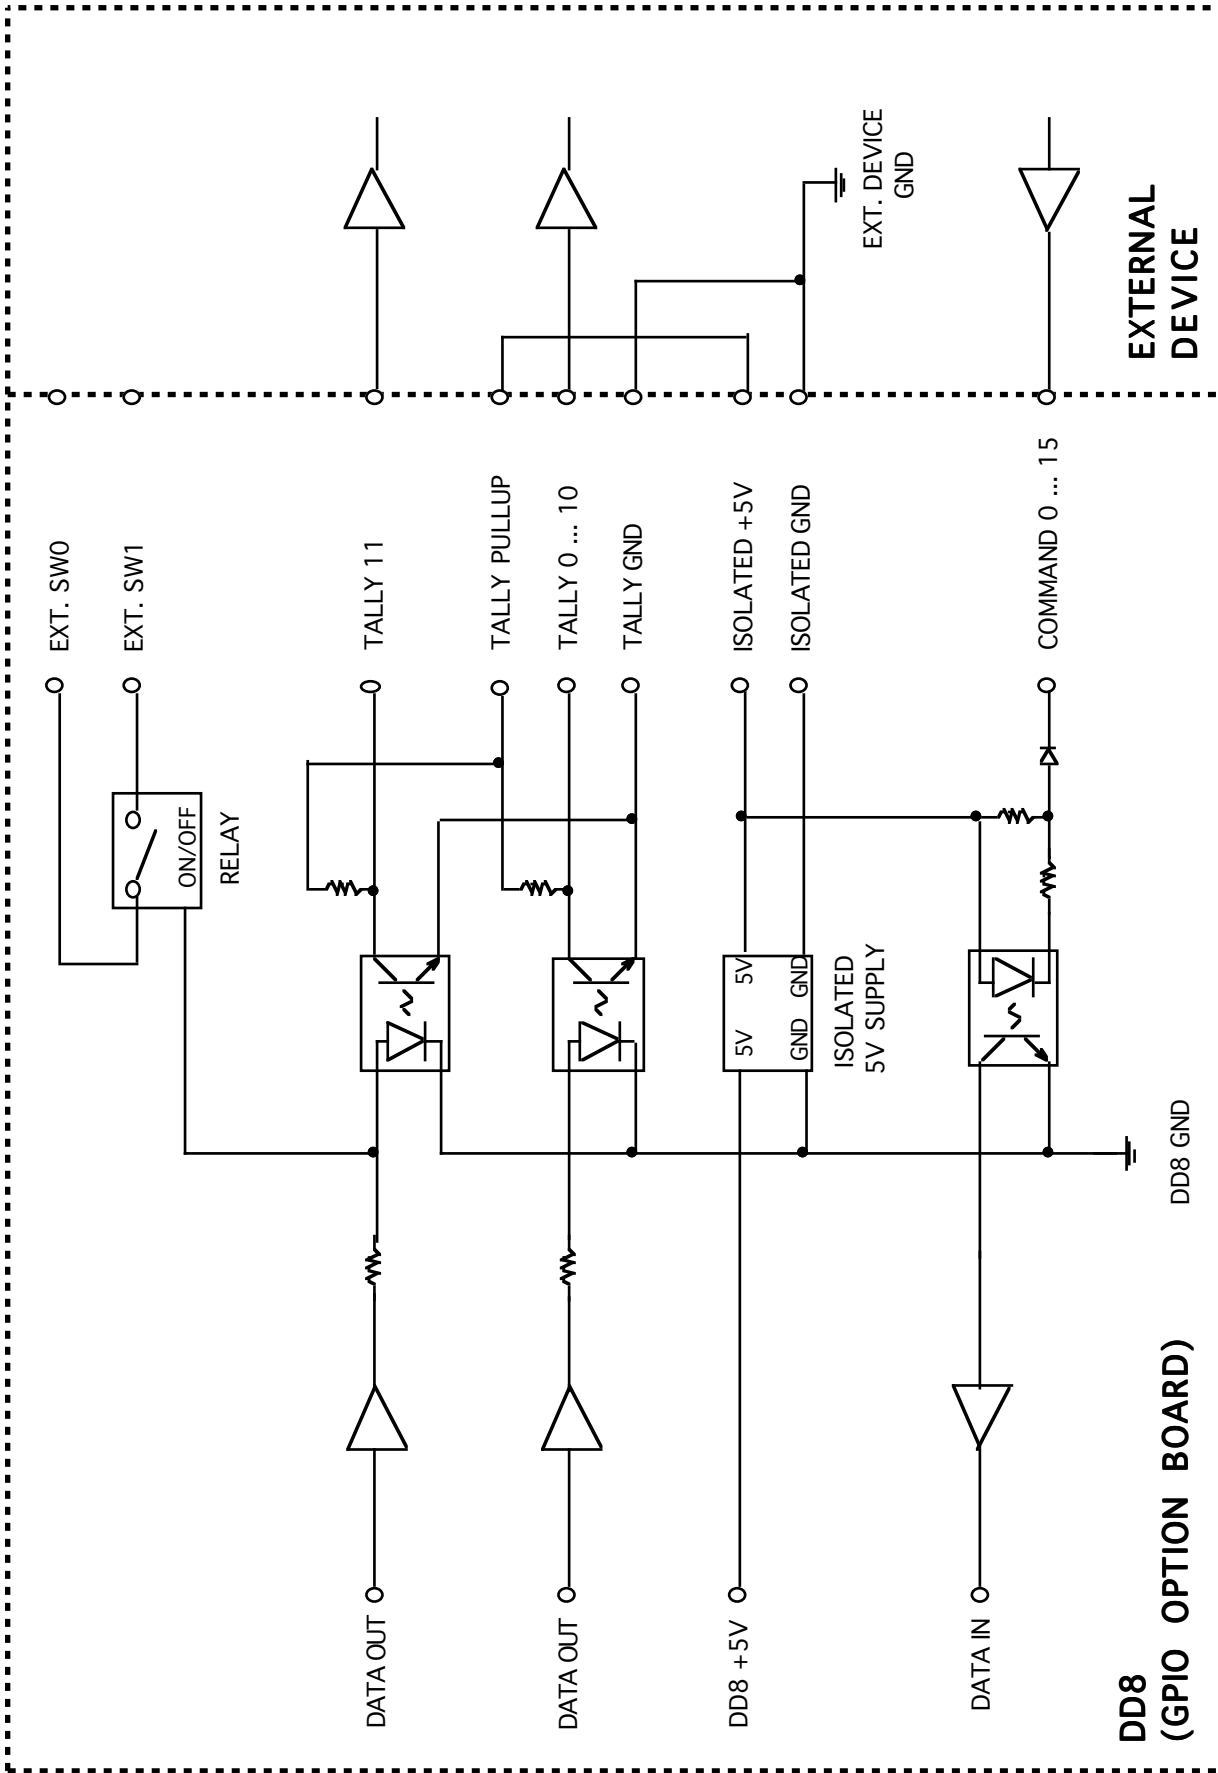 EXT. SW0
EXT. SW1
ON/OFF
RELAY
DATA OUT
TALLY 11
TALLY PULLUP
DATA OUT
TALLY 0 ... 10
TALLY GND
DD8 +5V
5V
5V
ISOLATED +5V
GND
GND
ISOLATED GND
ISOLATED
5V SUPPLY
EXT. DEVICE
GND
DATA IN
COMMAND 0 ... 15
DD8 GND
DD8
(GPIO OPTION BOARD)
EXTERNAL
DEVICE